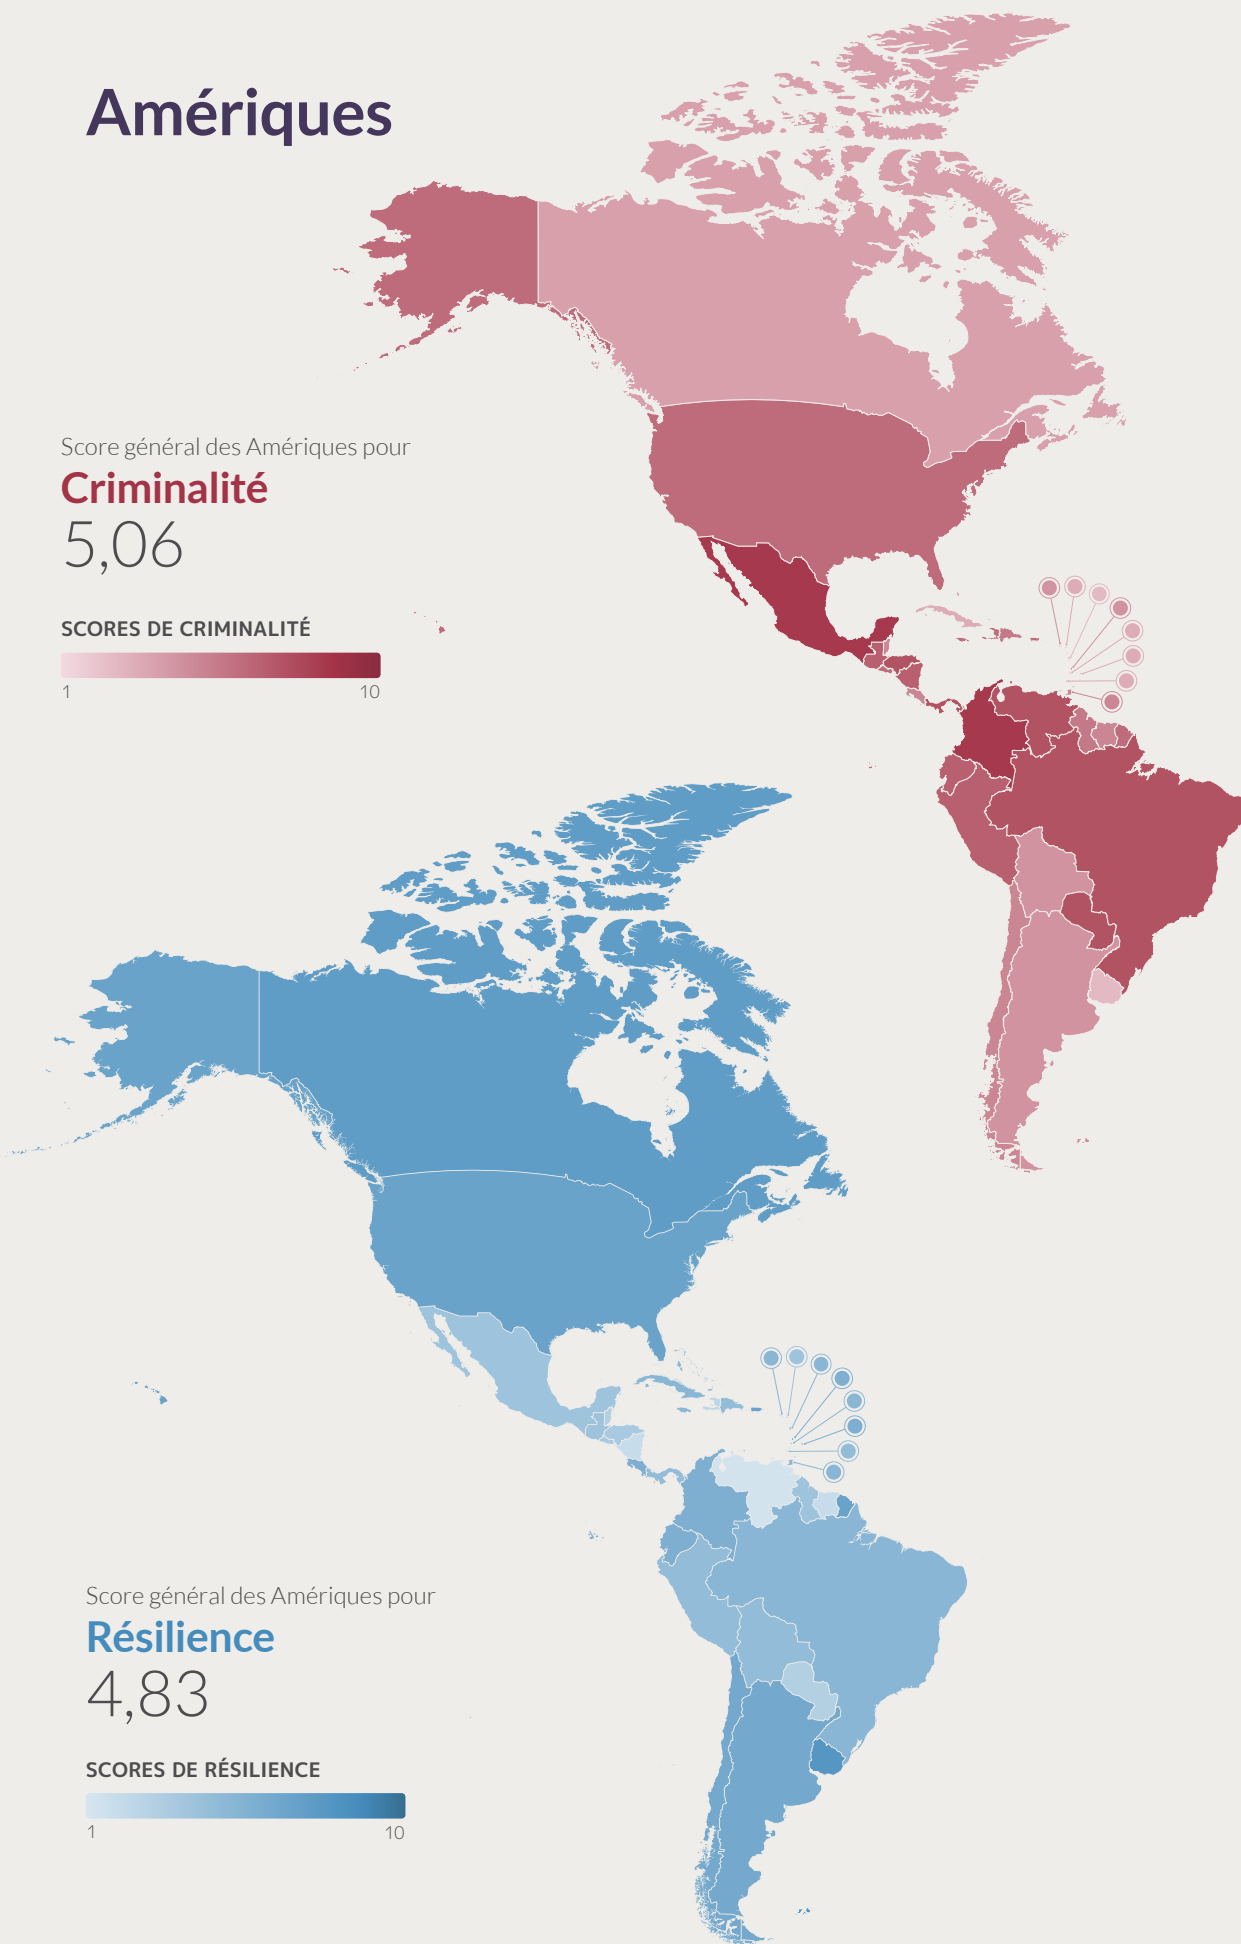 Amériques
Score général des Amériques pour
Criminalité
5,06
SCORES DE CRIMINALITÉ
1 10
Score général des Amériques pour
Résilience
4,83
SCORES DE RÉSILIENCE
1 10